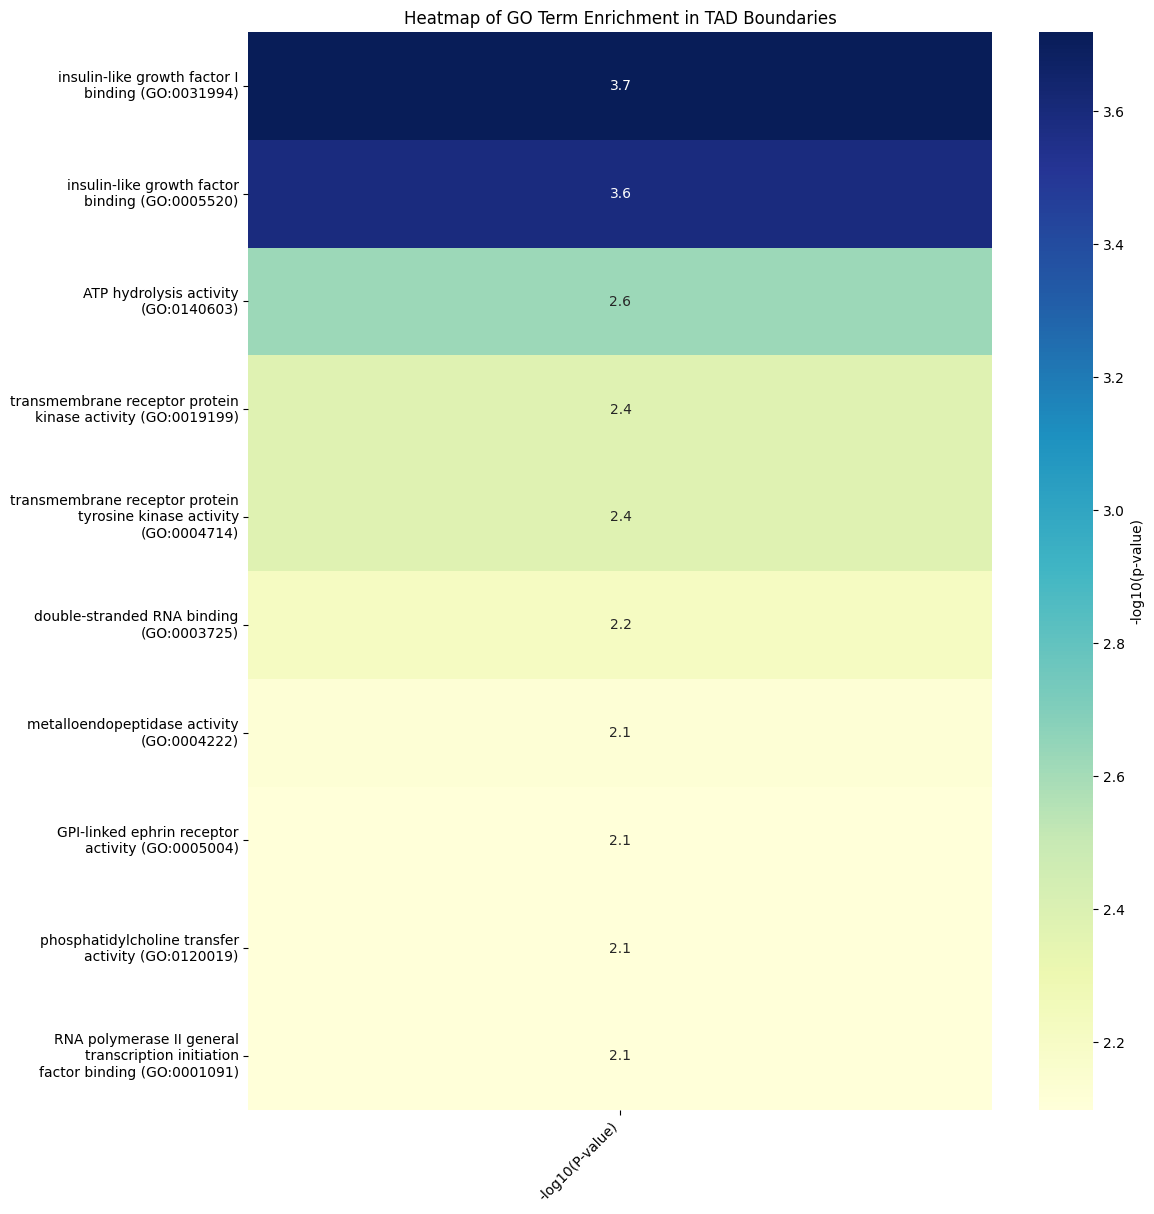 Heatmap of GO Term Enrichment in TAD Boundaries
insulin-like growth factor I
binding (GO:0031994)
3.7
insulin-like growth factor
binding (GO:0005520)
3.6
ATP hydrolysis activity
(GO:0140603)
2.6
transmembrane receptor protein
kinase activity (GO:0019199)
2.4
transmembrane receptor protein
tyrosine kinase activity
(GO:0004714)
2.4
double-stranded RNA binding
(GO:0003725)
2.2
metalloendopeptidase activity
(GO:0004222)
2.1
GPI-linked ephrin receptor
activity (GO:0005004)
2.1
phosphatidylcholine transfer
activity (GO:0120019)
2.1
RNA polymerase II general
transcription initiation
factor binding (GO:0001091)
2.1
-log10(P-value)
3.6
3.4
3.2
3.0
2.8
2.6
2.4
2.2
-log10(p-value)